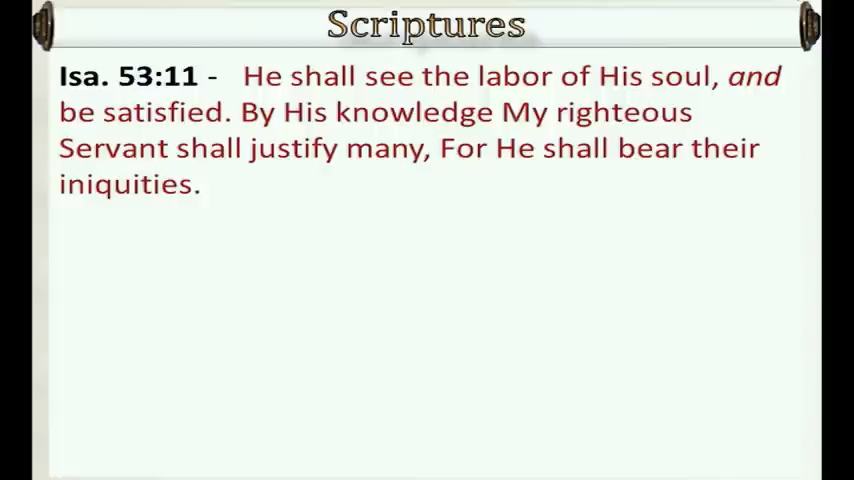 Scriptures
Isa. 53:11 - He shall see the labor of His soul, and
be satisfied. By His knowledge My righteous
Servant shall justify many, For He shall bear their
iniquities.